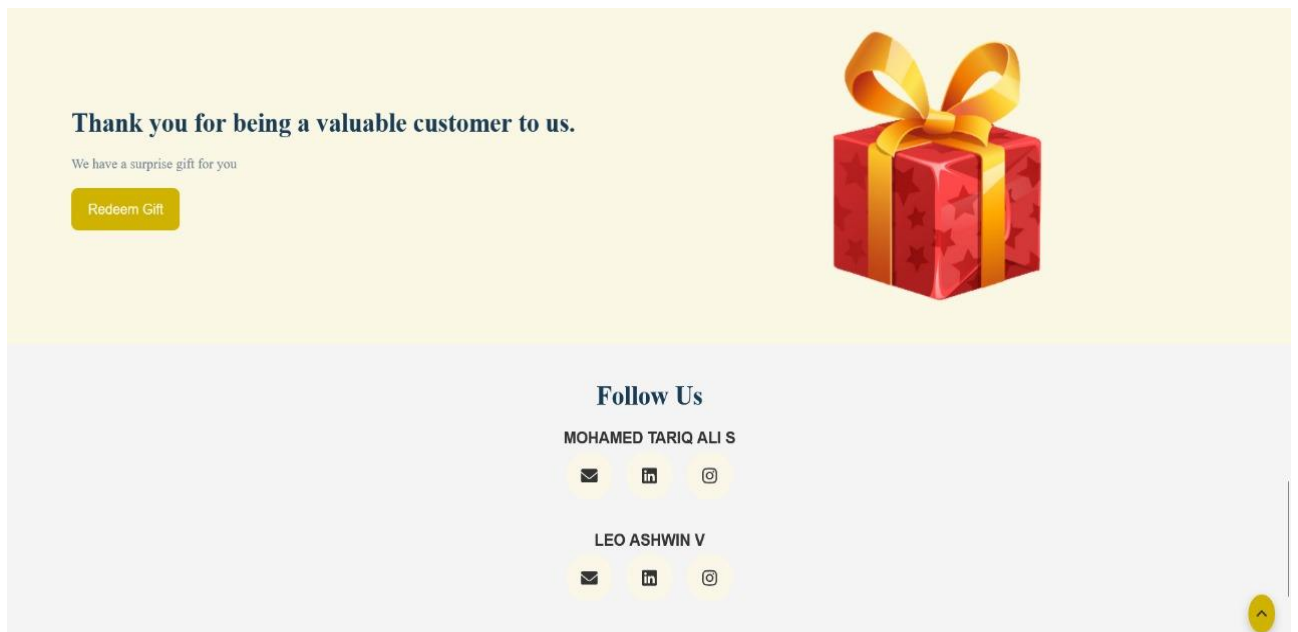 Thank you for being a valuable customer to us.
We have a surprise gift for you
Redeem Gift
Follow Us
MOHAMED TARIQ ALI S
LEO ASHWIN V